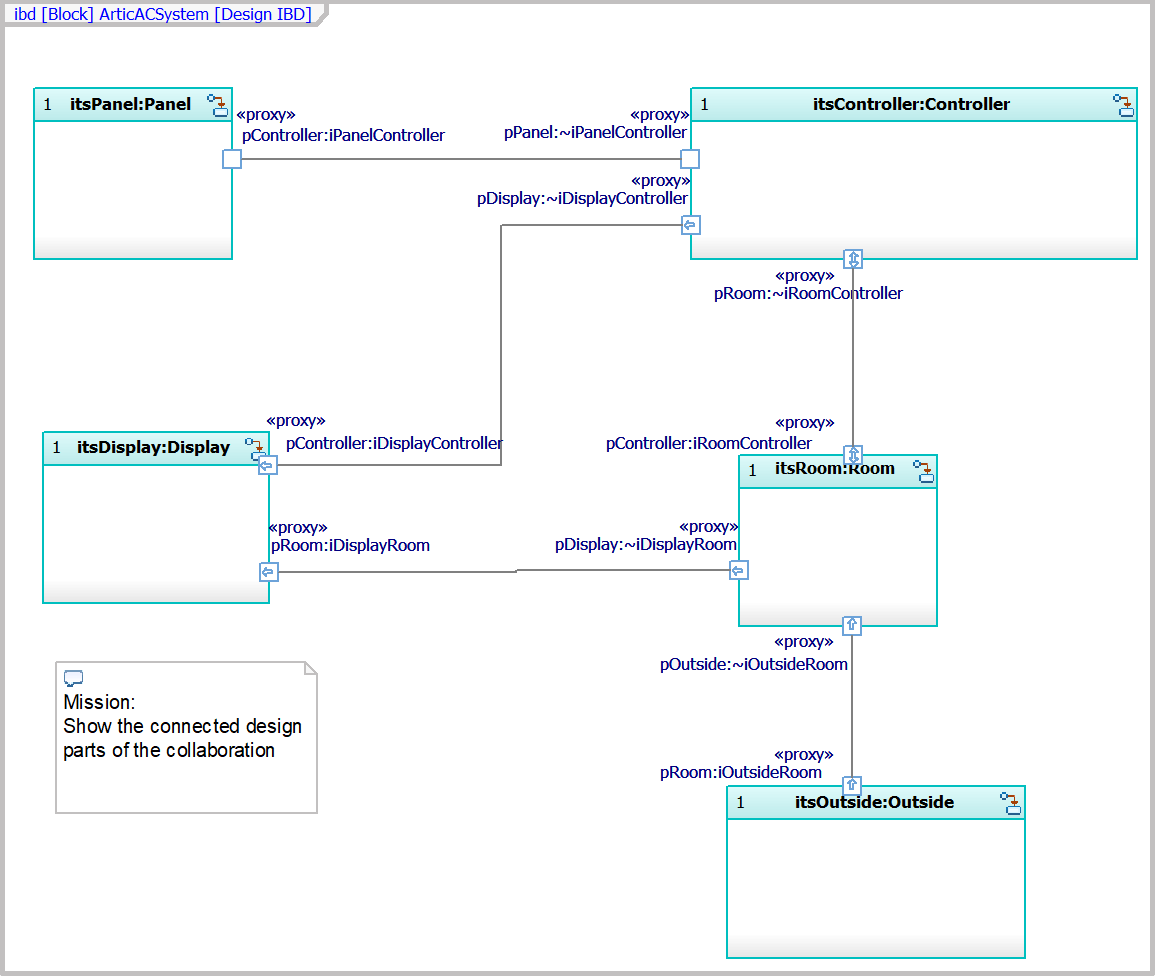 ibd [Block] ArticACSystem [Design IBD]
1 itsPanel:Panel
«proxy»
pController:iPanelController
«proxy»
pPanel:~iPanelController
1 itsController:Controller
«proxy»
pDisplay:~iDisplayController
«proxy»
pRoom:~iRoomController
«proxy»
pController:iDisplayController
1 itsDisplay:Display
«proxy»
pController:iRoomController
1 itsRoom:Room
«proxy»
pRoom:iDisplayRoom
«proxy»
pDisplay:~iDisplayRoom
«proxy»
pOutside:~iOutsideRoom
Mission:
Show the connected design
parts of the collaboration
«proxy»
pRoom:iOutsideRoom
1 itsOutside:Outside